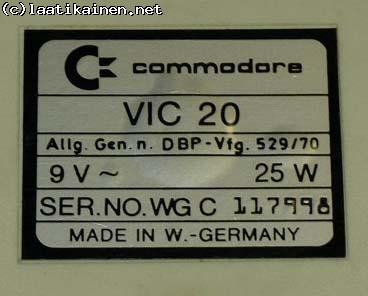 (c)laatikainen.net
commodore
VIC 20
Allg. Gen. n. DBP-Vfg. 529/70
9 V ~ 25 W
SER.NO. WG C 117998
MADE IN W.-GERMANY